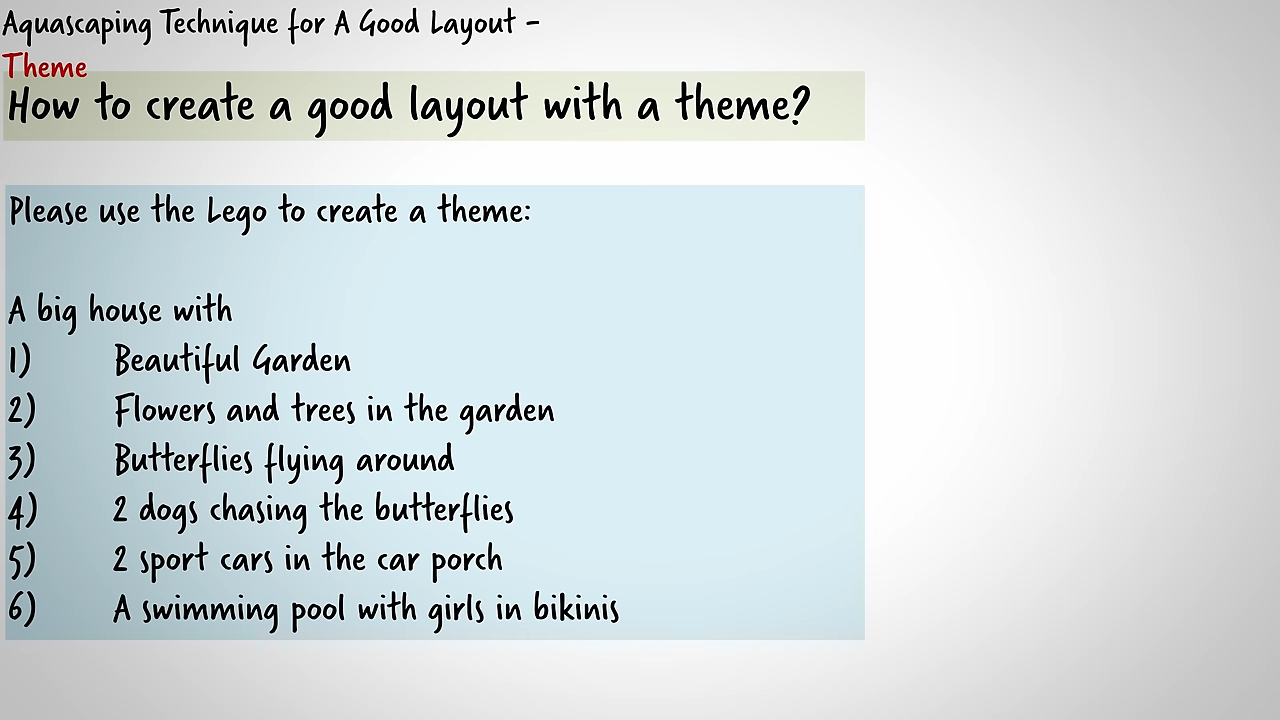 Aquascaping Technique for A Good Layout -
Theme
How to create a good layout with a theme?
Please use the Lego to create a theme:
A big house with
1) Beautiful Garden
2) Flowers and trees in the garden
3) Butterflies flying around
4) 2 dogs chasing the butterflies
5) 2 sport cars in the car porch
6) A swimming pool with girls in bikinis